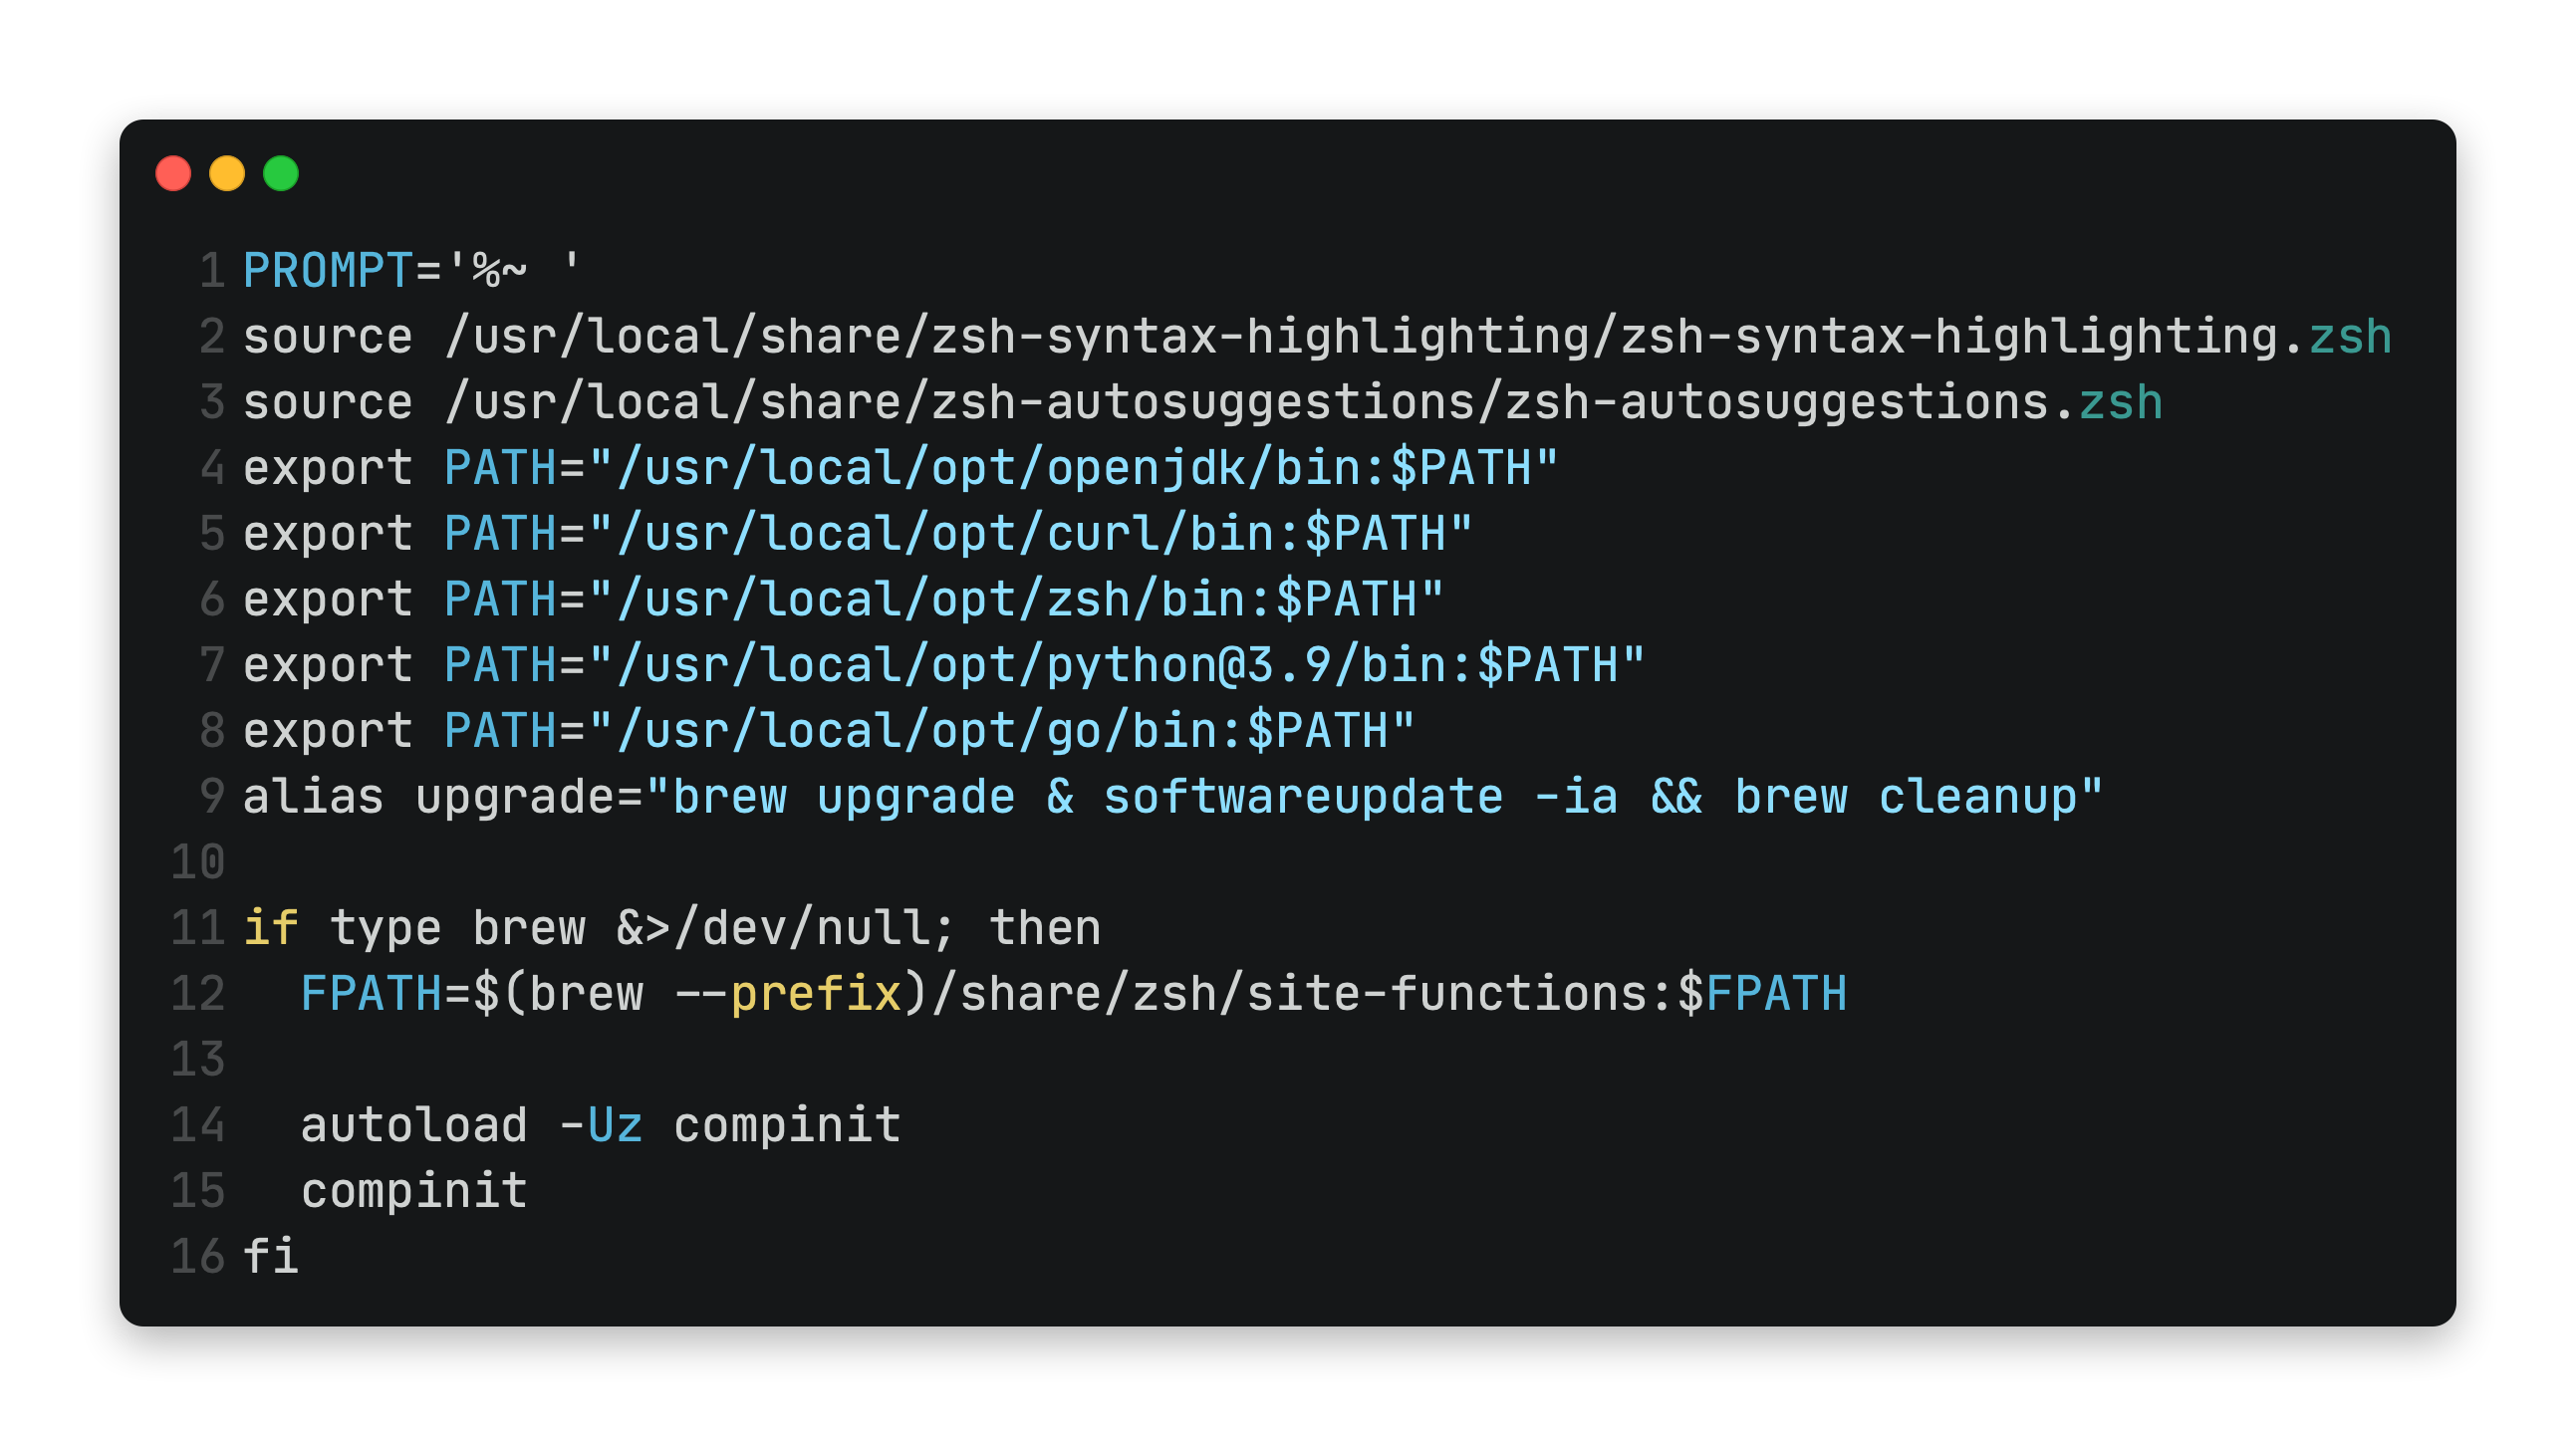 1 PROMPT='%~ '
2 source /usr/local/share/zsh-syntax-highlighting/zsh-syntax-highlighting.zsh
3 source /usr/local/share/zsh-autosuggestions/zsh-autosuggestions.zsh
4 export PATH="/usr/local/opt/openjdk/bin:$PATH"
5 export PATH="/usr/local/opt/curl/bin:$PATH"
6 export PATH="/usr/local/opt/zsh/bin:$PATH"
7 export PATH="/usr/local/opt/python@3.9/bin:$PATH"
8 export PATH="/usr/local/opt/go/bin:$PATH"
9 alias upgrade="brew upgrade & softwareupdate -ia && brew cleanup"
10
11 if type brew &>/dev/null; then
12   FPATH=$(brew --prefix)/share/zsh/site-functions:$FPATH
13
14   autoload -Uz compinit
15   compinit
16 fi